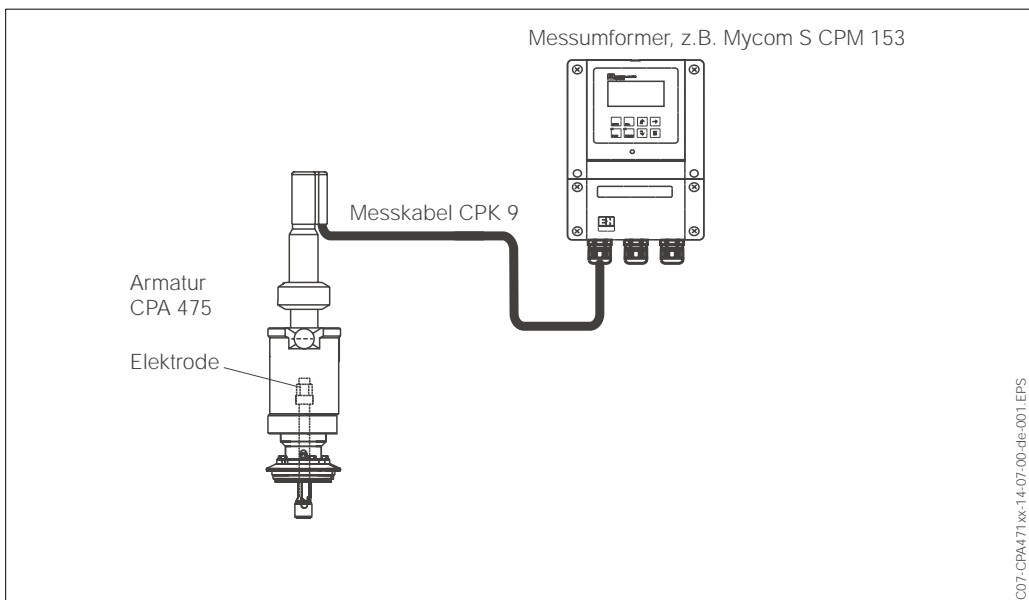 Messumformer, z.B. Mycom S CPM 153
Messkabel CPK 9
Armatur
CPA 475
Elektrode
C07-CPA471xx-14-07-00-de-001.EPS